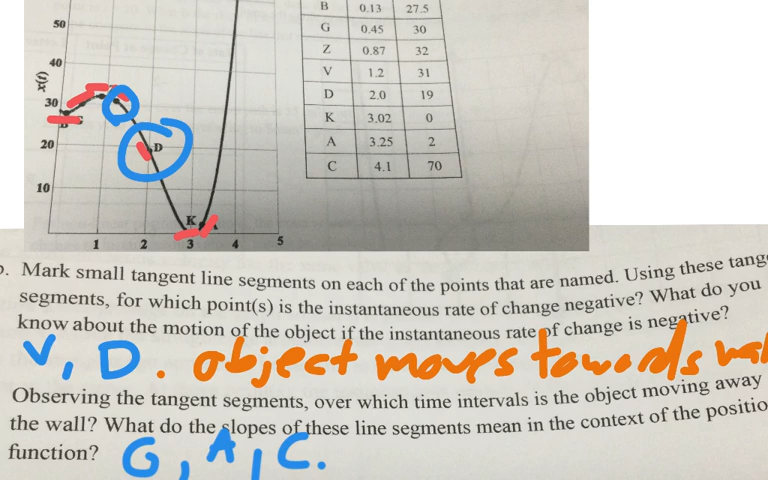 B 0.13 27.5
G 0.45 30
Z 0.87 32
V 1.2 31
D 2.0 19
K 3.02 0
A 3.25 2
C 4.1 70
50
40
x(t)
30
20
D
10
K
1 2 3 4 5
Mark small tangent line segments on each of the points that are named. Using these
segments, for which point(s) is the instantaneous rate of change negative? What do you
know about the motion of the object if the instantaneous rate of change is negative?
V, D. object moves towards
Observing the tangent segments, over which time intervals is the object moving away
the wall? What do the slopes of these line segments mean in the context of the
function?
G, A, C.